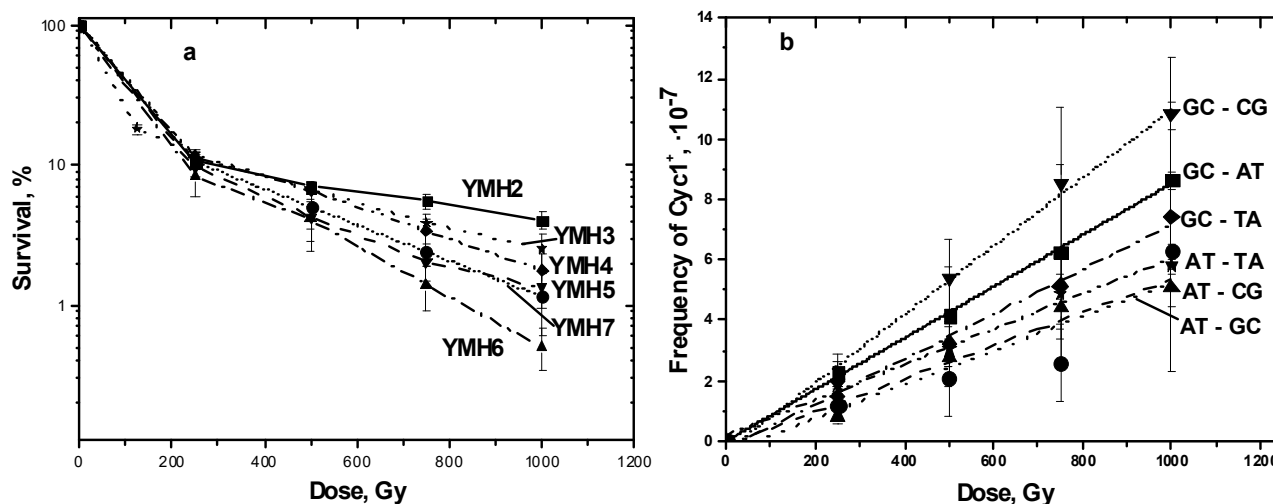 a
Survival, %
100
10
1
YMH2
YMH3
YMH4
YMH5
YMH7
YMH6
0 200 400 600 800 1000 1200
Dose, Gy
b
Frequency of Cyc1⁺, ·10⁻⁷
14
12
10
8
6
4
2
0
GC - CG
GC - AT
GC - TA
AT - TA
AT - CG
AT - GC
0 200 400 600 800 1000 1200
Dose, Gy